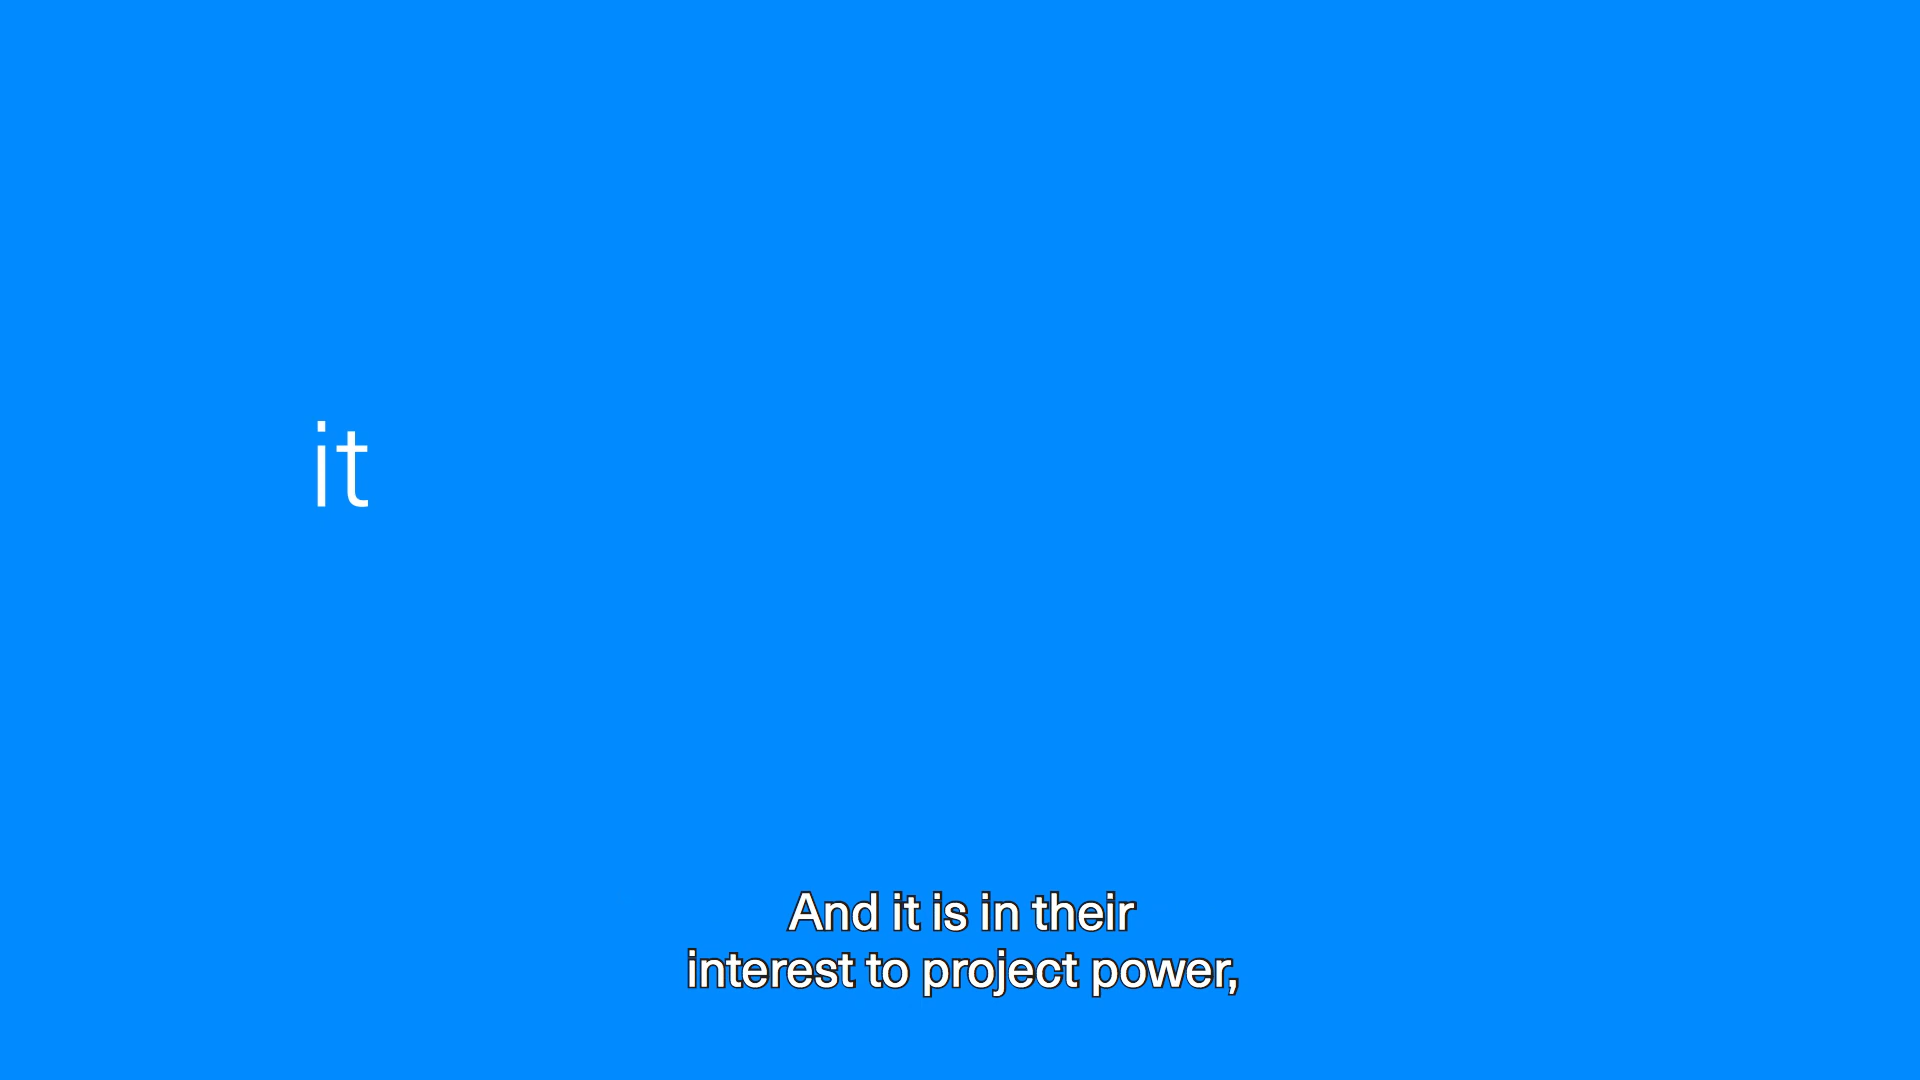 it
And it is in their
interest to project power,